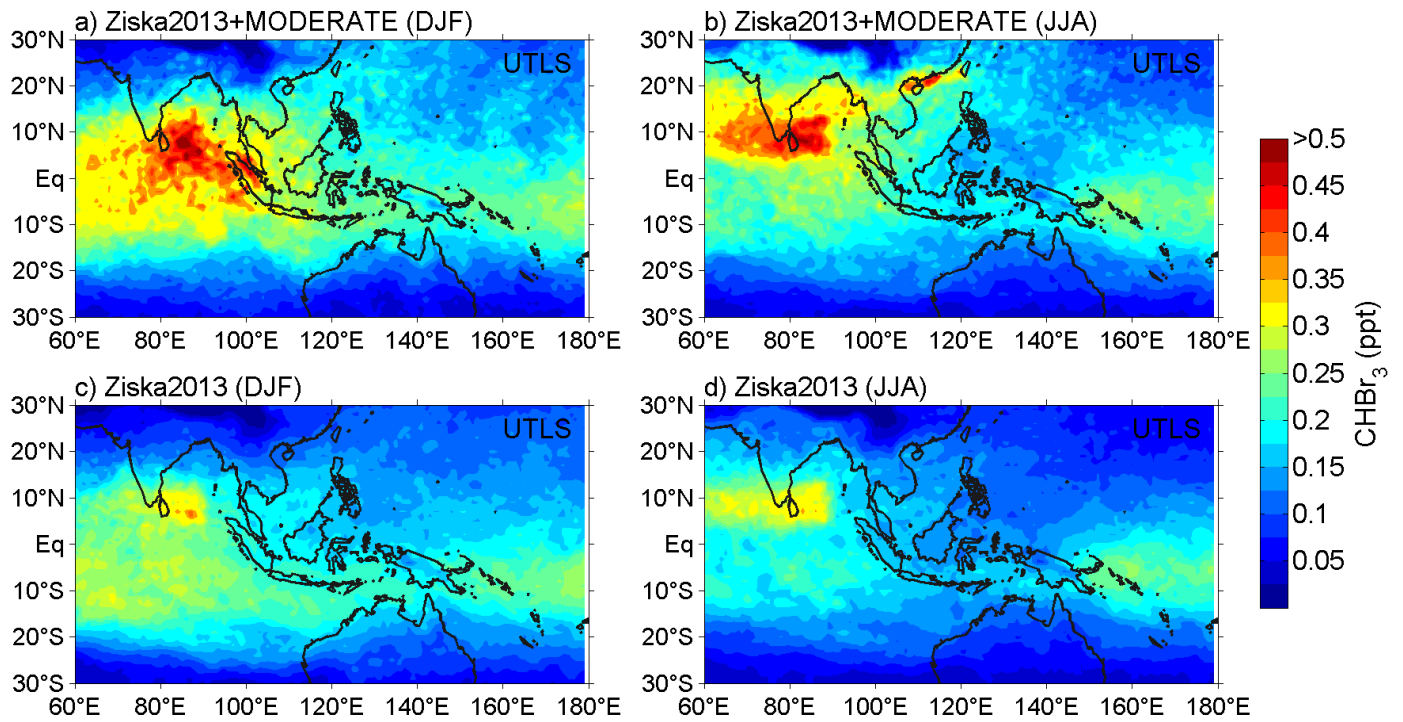 a) Ziska2013+MODERATE (DJF)
30°N
20°N
10°N
Eq
10°S
20°S
30°S
60°E 80°E 100°E 120°E 140°E 160°E 180°E
UTLS
b) Ziska2013+MODERATE (JJA)
30°N
20°N
10°N
Eq
10°S
20°S
30°S
60°E 80°E 100°E 120°E 140°E 160°E 180°E
UTLS
c) Ziska2013 (DJF)
30°N
20°N
10°N
Eq
10°S
20°S
30°S
60°E 80°E 100°E 120°E 140°E 160°E 180°E
UTLS
d) Ziska2013 (JJA)
30°N
20°N
10°N
Eq
10°S
20°S
30°S
60°E 80°E 100°E 120°E 140°E 160°E 180°E
UTLS
>0.5
0.45
0.4
0.35
0.3
0.25
0.2
0.15
0.1
0.05
CHBr₃ (ppt)